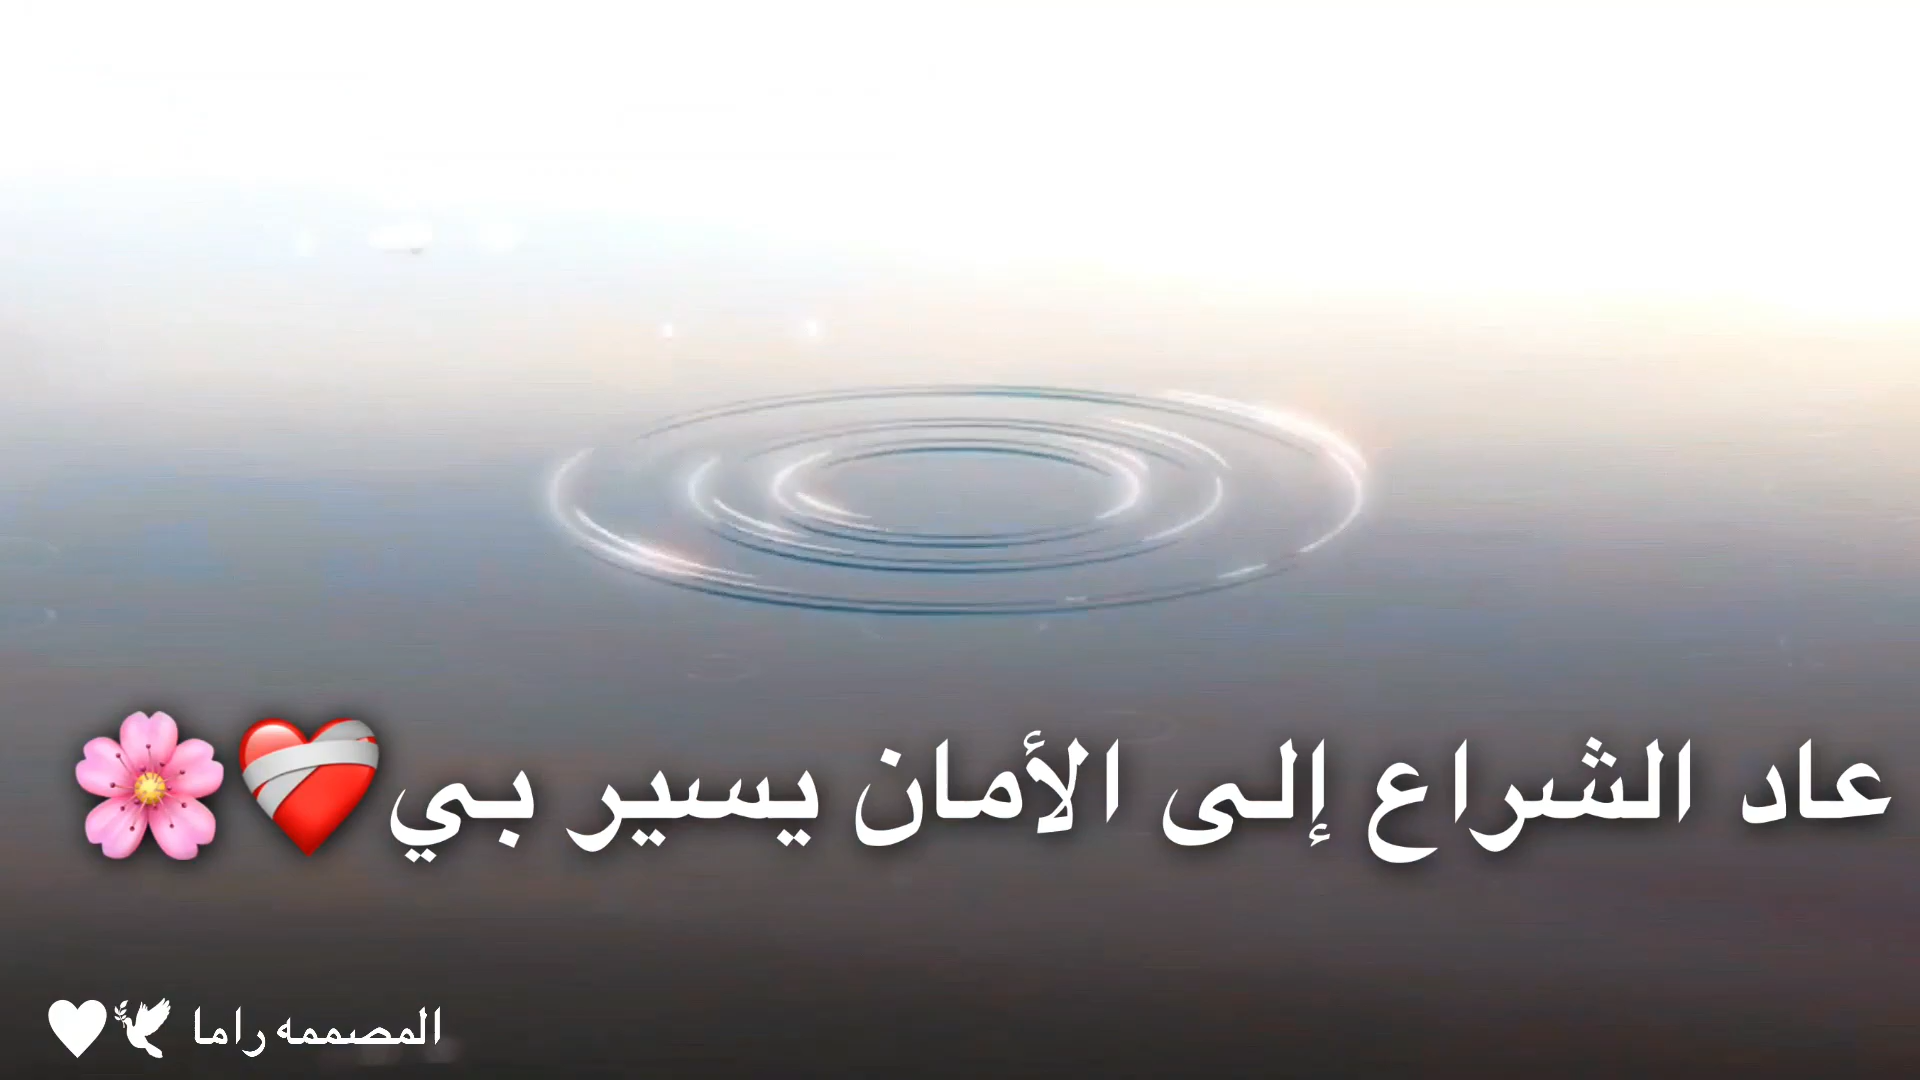 عاد الشراع إلى الأمان يسير بي❤️‍🩹🌸
المصممه راما 🕊️🤍